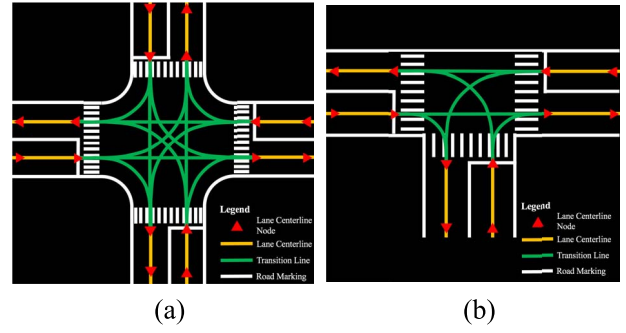 Legend
Lane Centerline
Node
Lane Centerline
Transition Line
Road Marking
Legend
Lane Centerline
Node
Lane Centerline
Transition Line
Road Marking
(a)
(b)